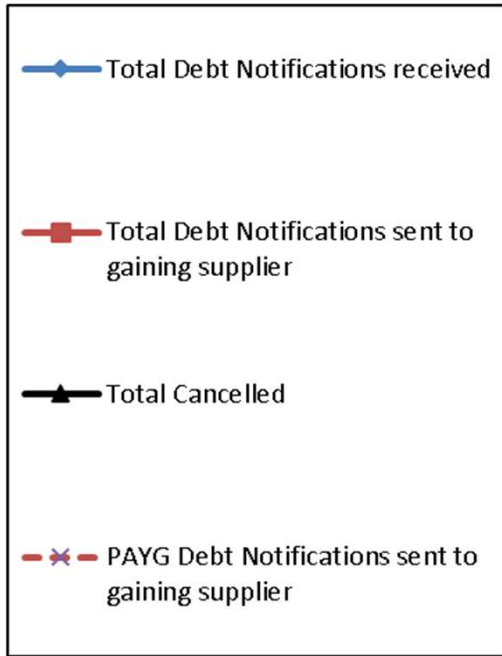 Total Debt Notifications received
Total Debt Notifications sent to
gaining supplier
Total Cancelled
PAYG Debt Notifications sent to
gaining supplier